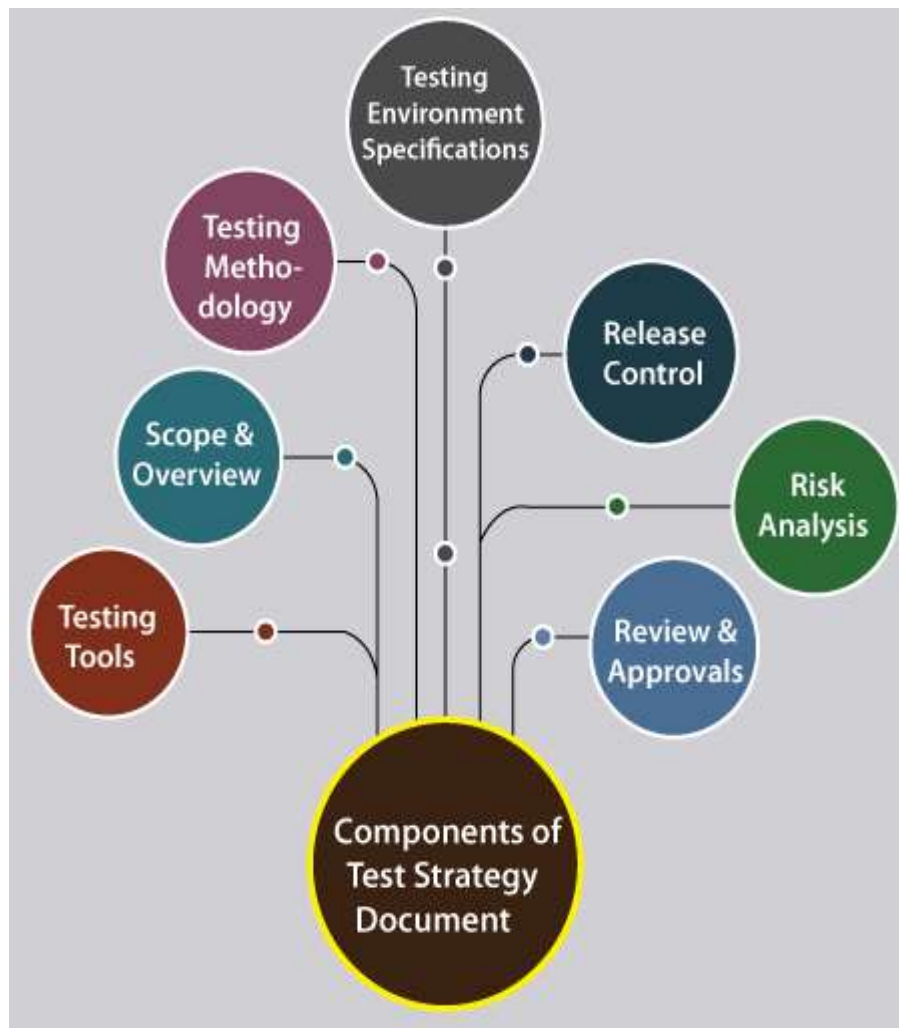 Testing
Environment
Specifications
Testing
Metho-
dology
Release
Control
Scope &
Overview
Risk
Analysis
Testing
Tools
Review &
Approvals
Components of
Test Strategy
Document